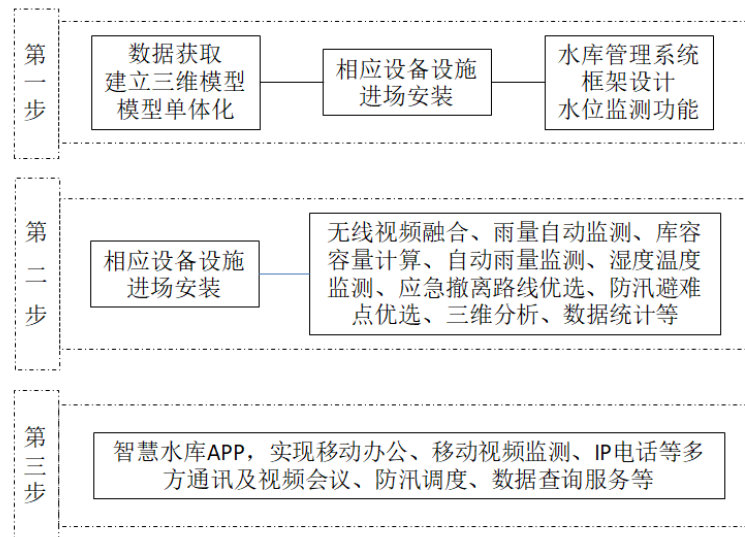 第一步
数据获取
建立三维模型
模型单体化
相应设备设施
进场安装
水库管理系统
框架设计
水位监测功能
第二步
相应设备设施
进场安装
无线视频融合、雨量自动监测、库容
容量计算、自动雨量监测、湿度温度
监测、应急撤离路线优选、防汛避难
点优选、三维分析、数据统计等
第三步
智慧水库APP，实现移动办公、移动视频监测、IP电话等多
方通讯及视频会议、防汛调度、数据查询服务等